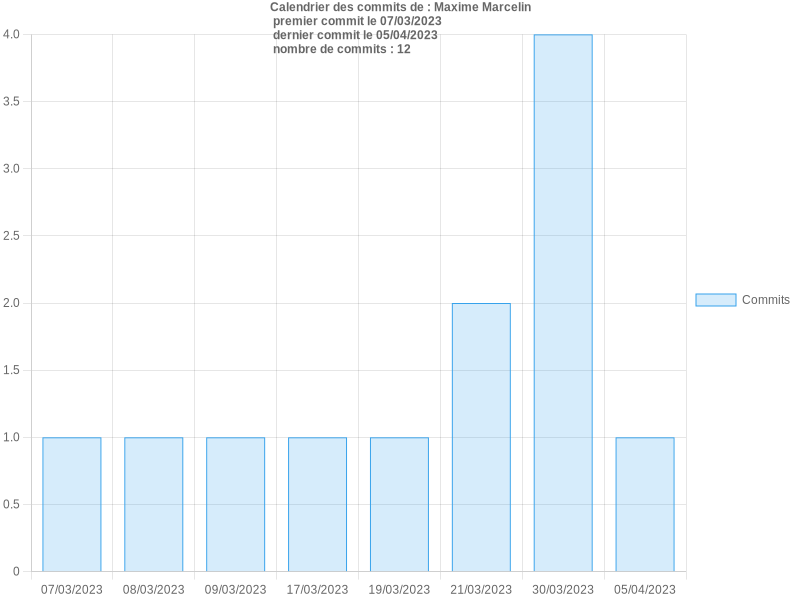 Calendrier des commits de : Maxime Marcelin
premier commit le 07/03/2023
dernier commit le 05/04/2023
nombre de commits : 12
4.0
3.5
3.0
2.5
2.0
1.5
1.0
0.5
0
Commits
07/03/2023 08/03/2023 09/03/2023 17/03/2023 19/03/2023 21/03/2023 30/03/2023 05/04/2023